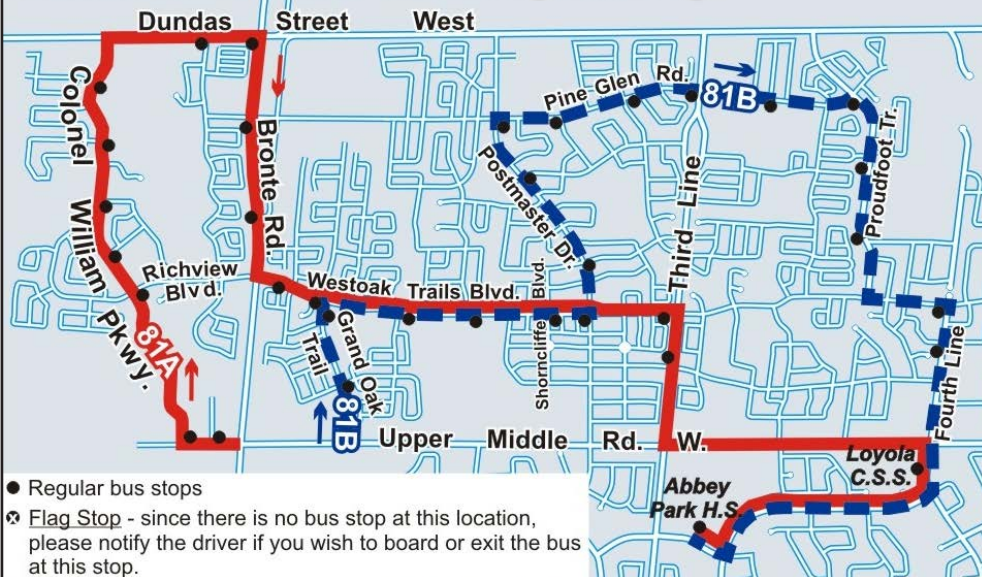 Dundas Street West
Colonel William Pkwy.
Bronte Rd.
Pine Glen Rd.
81B
Proudfoot Tr.
Postmaster Dr.
Third Line
Richview
Blvd.
Westoak Trails Blvd.
Shorncliffe Blvd.
81A
Grand Oak
Trail
81B
Fourth Line
Upper Middle Rd. W.
Loyola
C.S.S.
Abbey
Park H.S.
Regular bus stops
Flag Stop - since there is no bus stop at this location,
please notify the driver if you wish to board or exit the bus
at this stop.